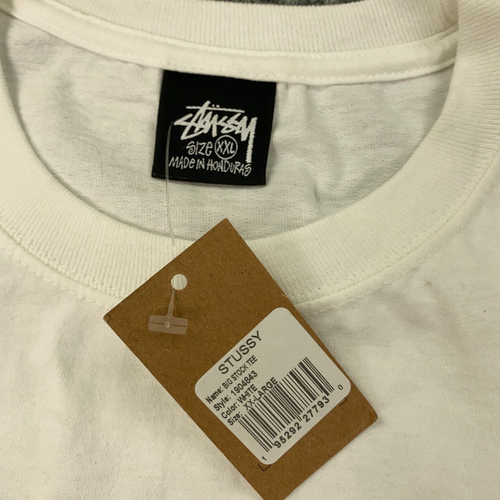 Stüssy
SIZE XXL
MADE IN HONDURAS
STUSSY
Name: BIG STOCK TEE
Style: 1904843
Color: WHITE
Size: XX-LARGE
1 95292 27793 0